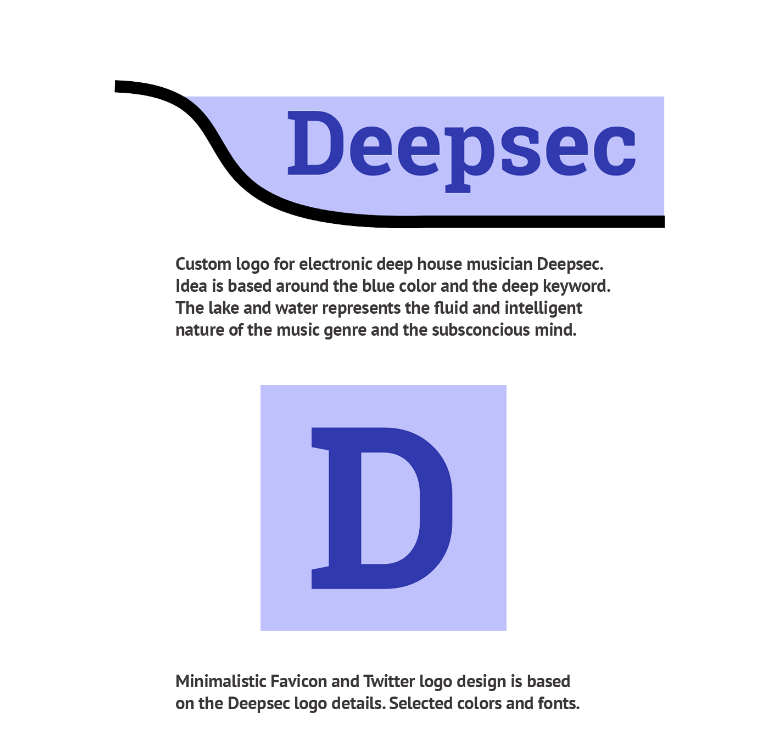 Deepsec
Custom logo for electronic deep house musician Deepsec.
Idea is based around the blue color and the deep keyword.
The lake and water represents the fluid and intelligent
nature of the music genre and the subsconcious mind.
D
Minimalistic Favicon and Twitter logo design is based
on the Deepsec logo details. Selected colors and fonts.